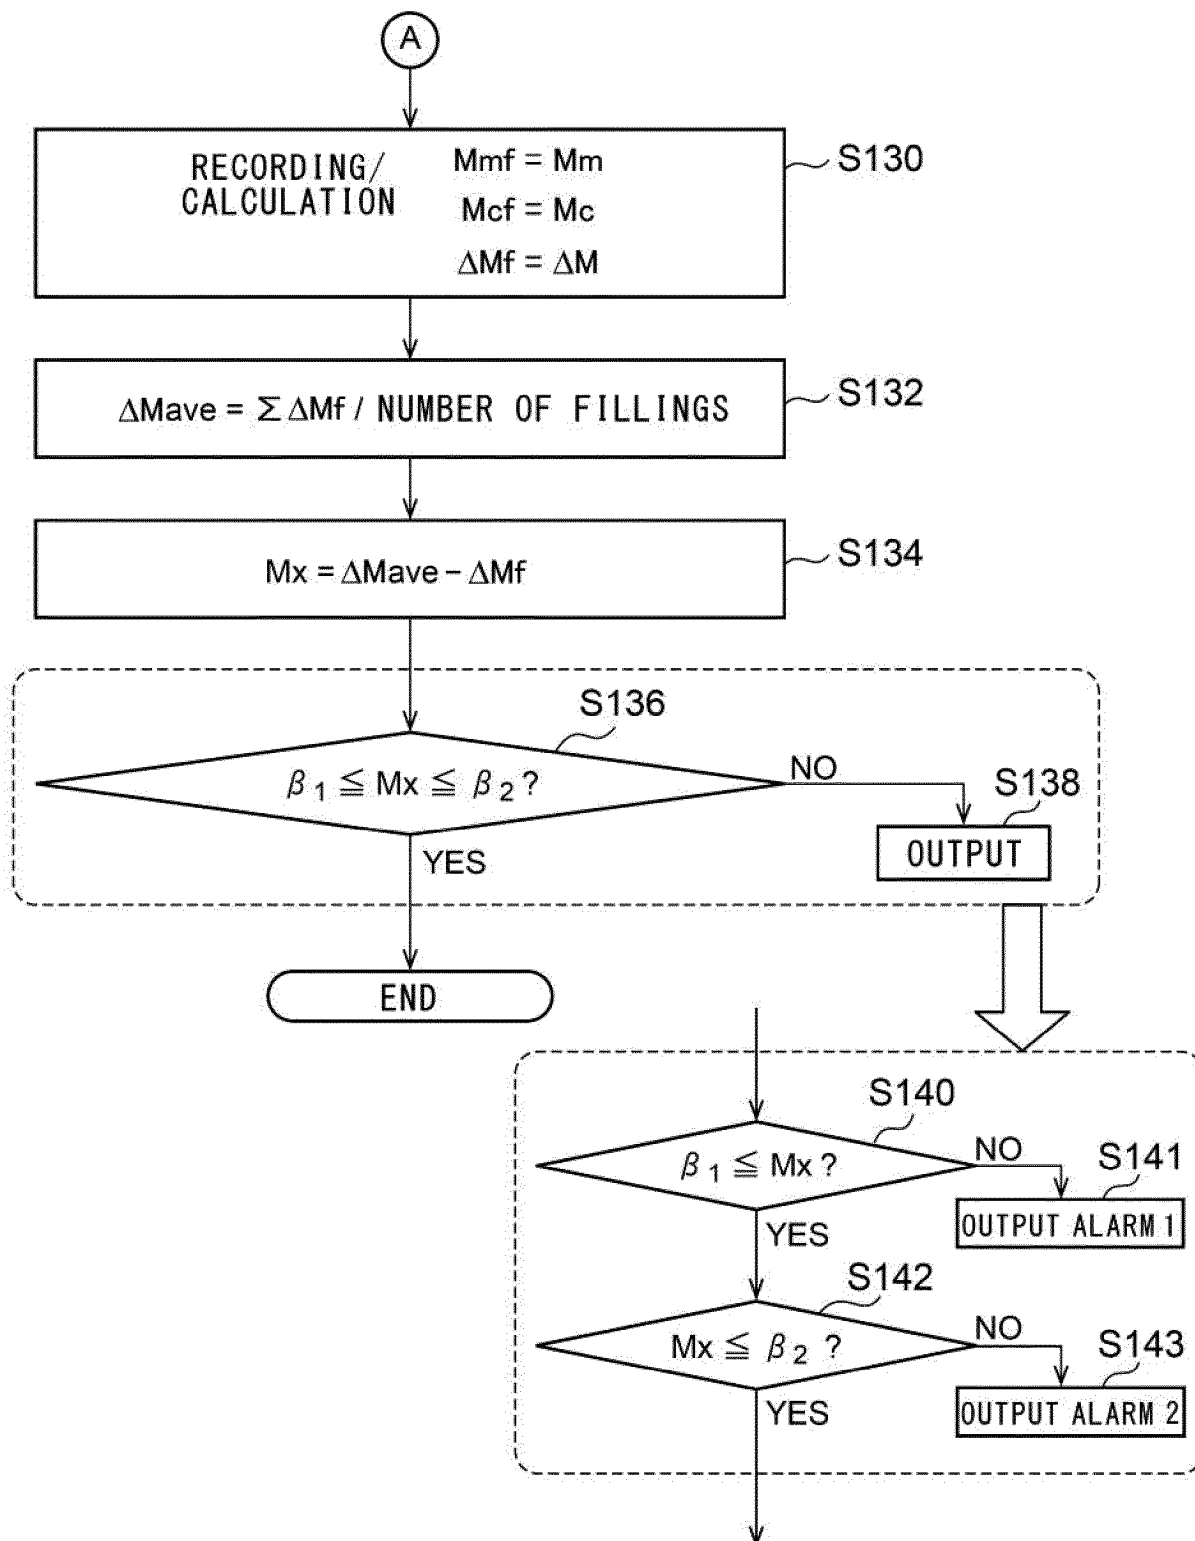 A
RECORDING/
CALCULATION
Mmf = Mm
Mcf = Mc
ΔMf = ΔM
S130
ΔMave = Σ ΔMf / NUMBER OF FILLINGS
S132
Mx = ΔMave − ΔMf
S134
S136
β1 ≦ Mx ≦ β2 ?
NO
S138
OUTPUT
YES
END
S140
β1 ≦ Mx ?
NO
S141
OUTPUT ALARM 1
YES
S142
Mx ≦ β2 ?
NO
S143
OUTPUT ALARM 2
YES